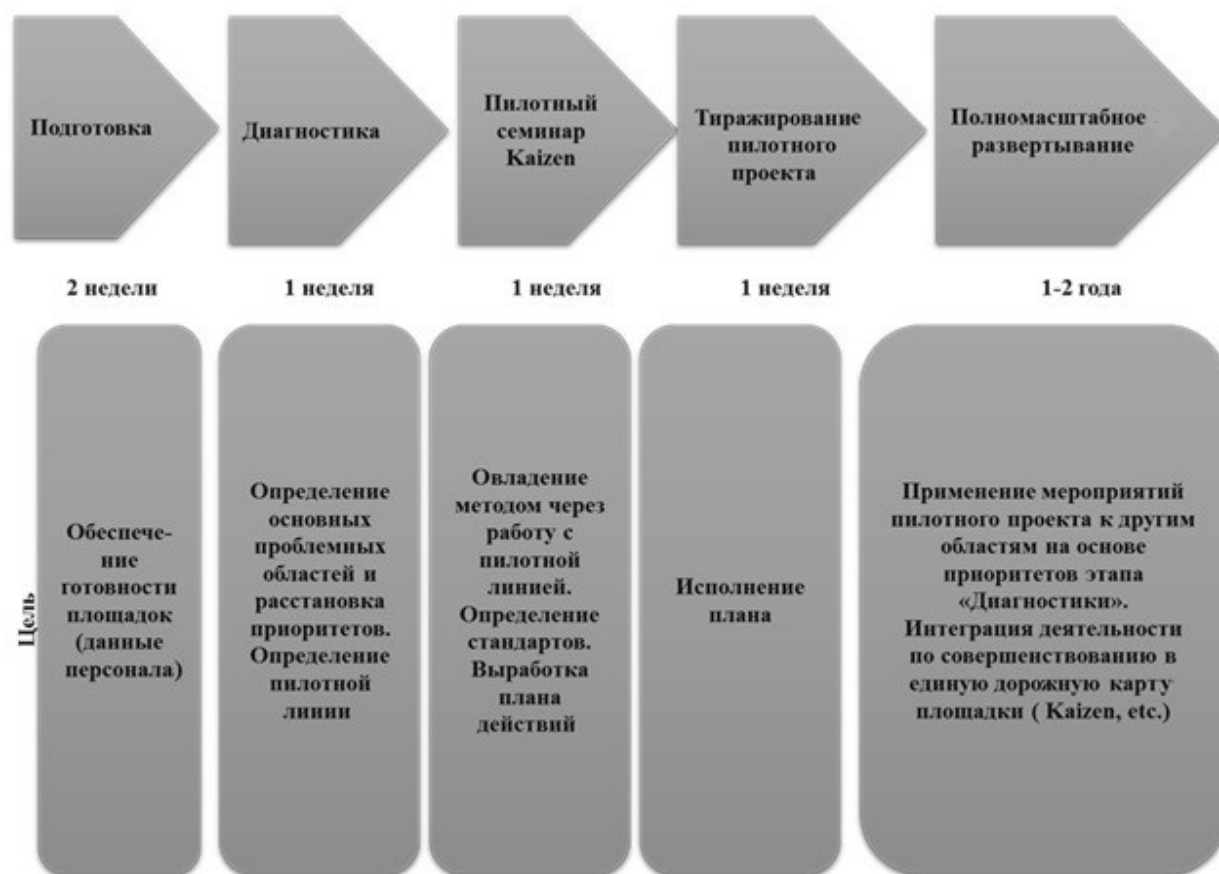 Подготовка
Диагностика
Пилотный
семинар
Kaizen
Тиражирование
пилотного
проекта
Полномасштабное
развертывание
2 недели
1 неделя
1 неделя
1 неделя
1-2 года
Цель
Обеспече-
ние
готовности
площадок
(данные
персонала)
Определение
основных
проблемных
областей и
расстановка
приоритетов.
Определение
пилотной
линии
Овладение
методом через
работу с
пилотной
линией.
Определение
стандартов.
Выработка
плана
действий
Исполнение
плана
Применение мероприятий
пилотного проекта к другим
областям на основе
приоритетов этапа
«Диагностики».
Интеграция деятельности
по совершенствованию в
единую дорожную карту
площадки ( Kaizen, etc.)